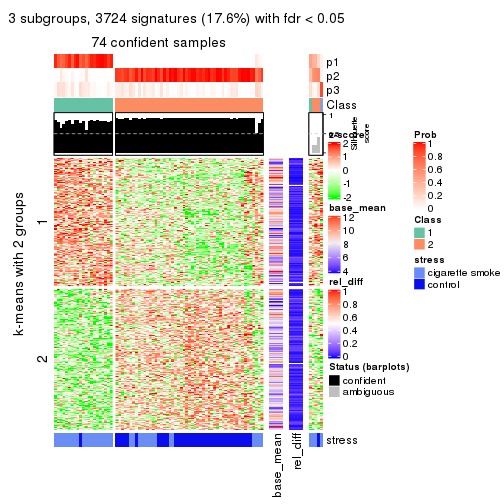 3 subgroups, 3724 signatures (17.6%) with fdr < 0.05
74 confident samples
p1
p2
p3
Class
1
Silhouette
score
k-means with 2 groups
1
2
stress
base_mean
rel_diff
z-score
2
1
0
-1
-2
base_mean
12
10
8
6
4
rel_diff
1
0.8
0.6
0.4
0.2
0
Status (barplots)
confident
ambiguous
Prob
1
0.8
0.6
0.4
0.2
0
Class
1
2
stress
cigarette smoke
control